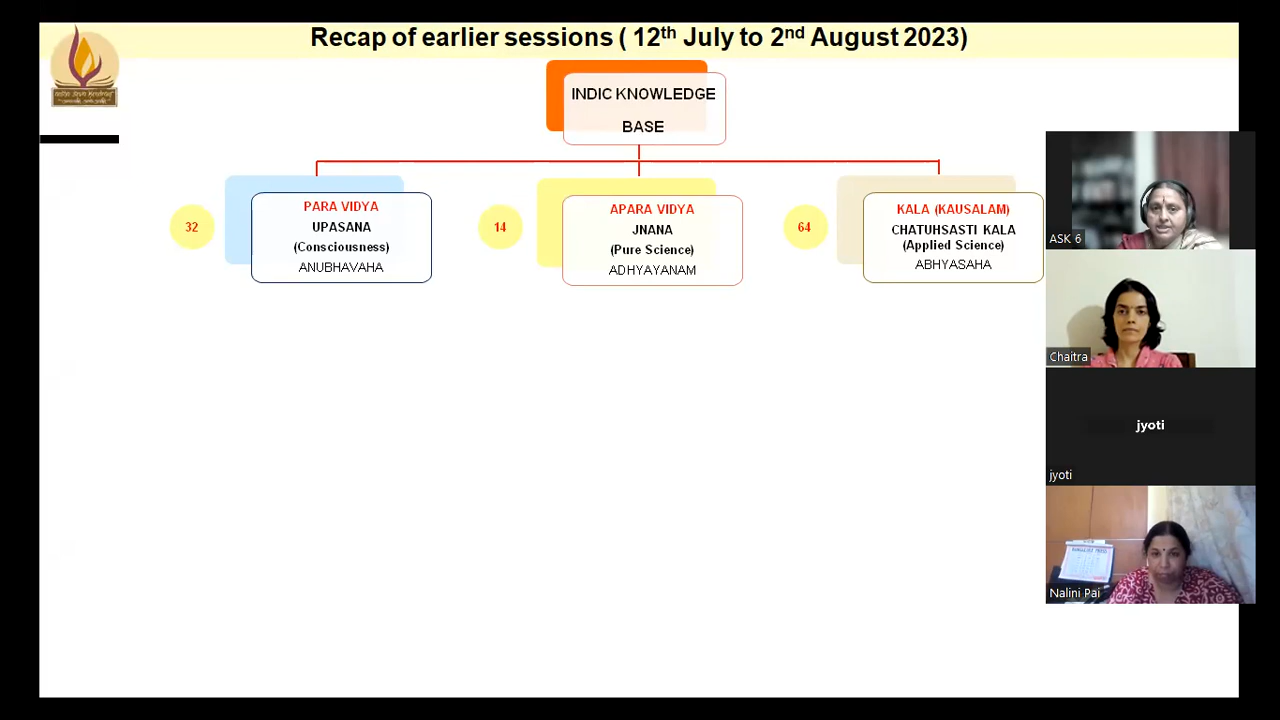 Recap of earlier sessions ( 12th July to 2nd August 2023)
INDIC KNOWLEDGE
BASE
32
PARA VIDYA
UPASANA
(Consciousness)
ANUBHAVAHA
14
APARA VIDYA
JNANA
(Pure Science)
ADHYAYANAM
64
KALA (KAUSALAM)
CHATUHSASTI KALA
(Applied Science)
ABHYASAHA
ASK 6
Chaitra
jyoti
jyoti
Nalini Pai